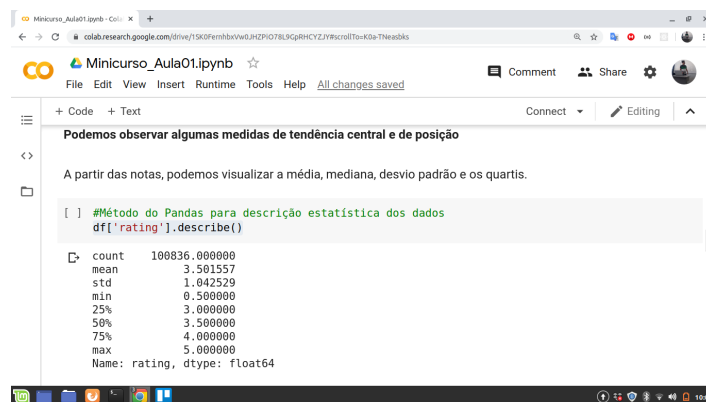 Minicurso_Aula01.ipynb - Cola
colab.research.google.com/drive/1SK0FernhbxVw0JHZPiO78L9GpRHCYZJY#scrollTo=K0a-TNeasbks
Minicurso_Aula01.ipynb
Comment
Share
File Edit View Insert Runtime Tools Help All changes saved
+ Code + Text
Connect
Editing
Podemos observar algumas medidas de tendência central e de posição
A partir das notas, podemos visualizar a média, mediana, desvio padrão e os quartis.
[ ] #Método do Pandas para descrição estatística dos dados
df['rating'].describe()
count 100836.000000
mean 3.501557
std 1.042529
min 0.500000
25% 3.000000
50% 3.500000
75% 4.000000
max 5.000000
Name: rating, dtype: float64